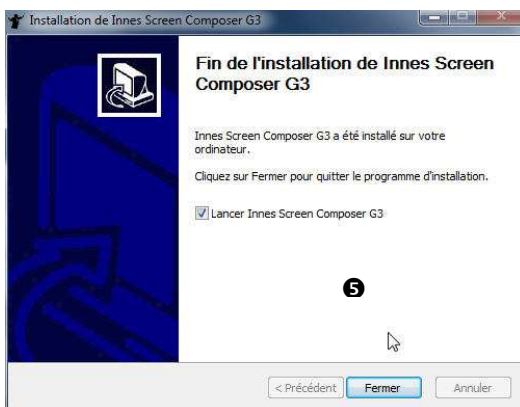 Installation de Innes Screen Composer G3
Fin de l'installation de Innes Screen
Composer G3
Innes Screen Composer G3 a été installé sur votre
ordinateur.
Cliquez sur Fermer pour quitter le programme d'installation.
Lancer Innes Screen Composer G3
❺
< Précédent Fermer Annuler